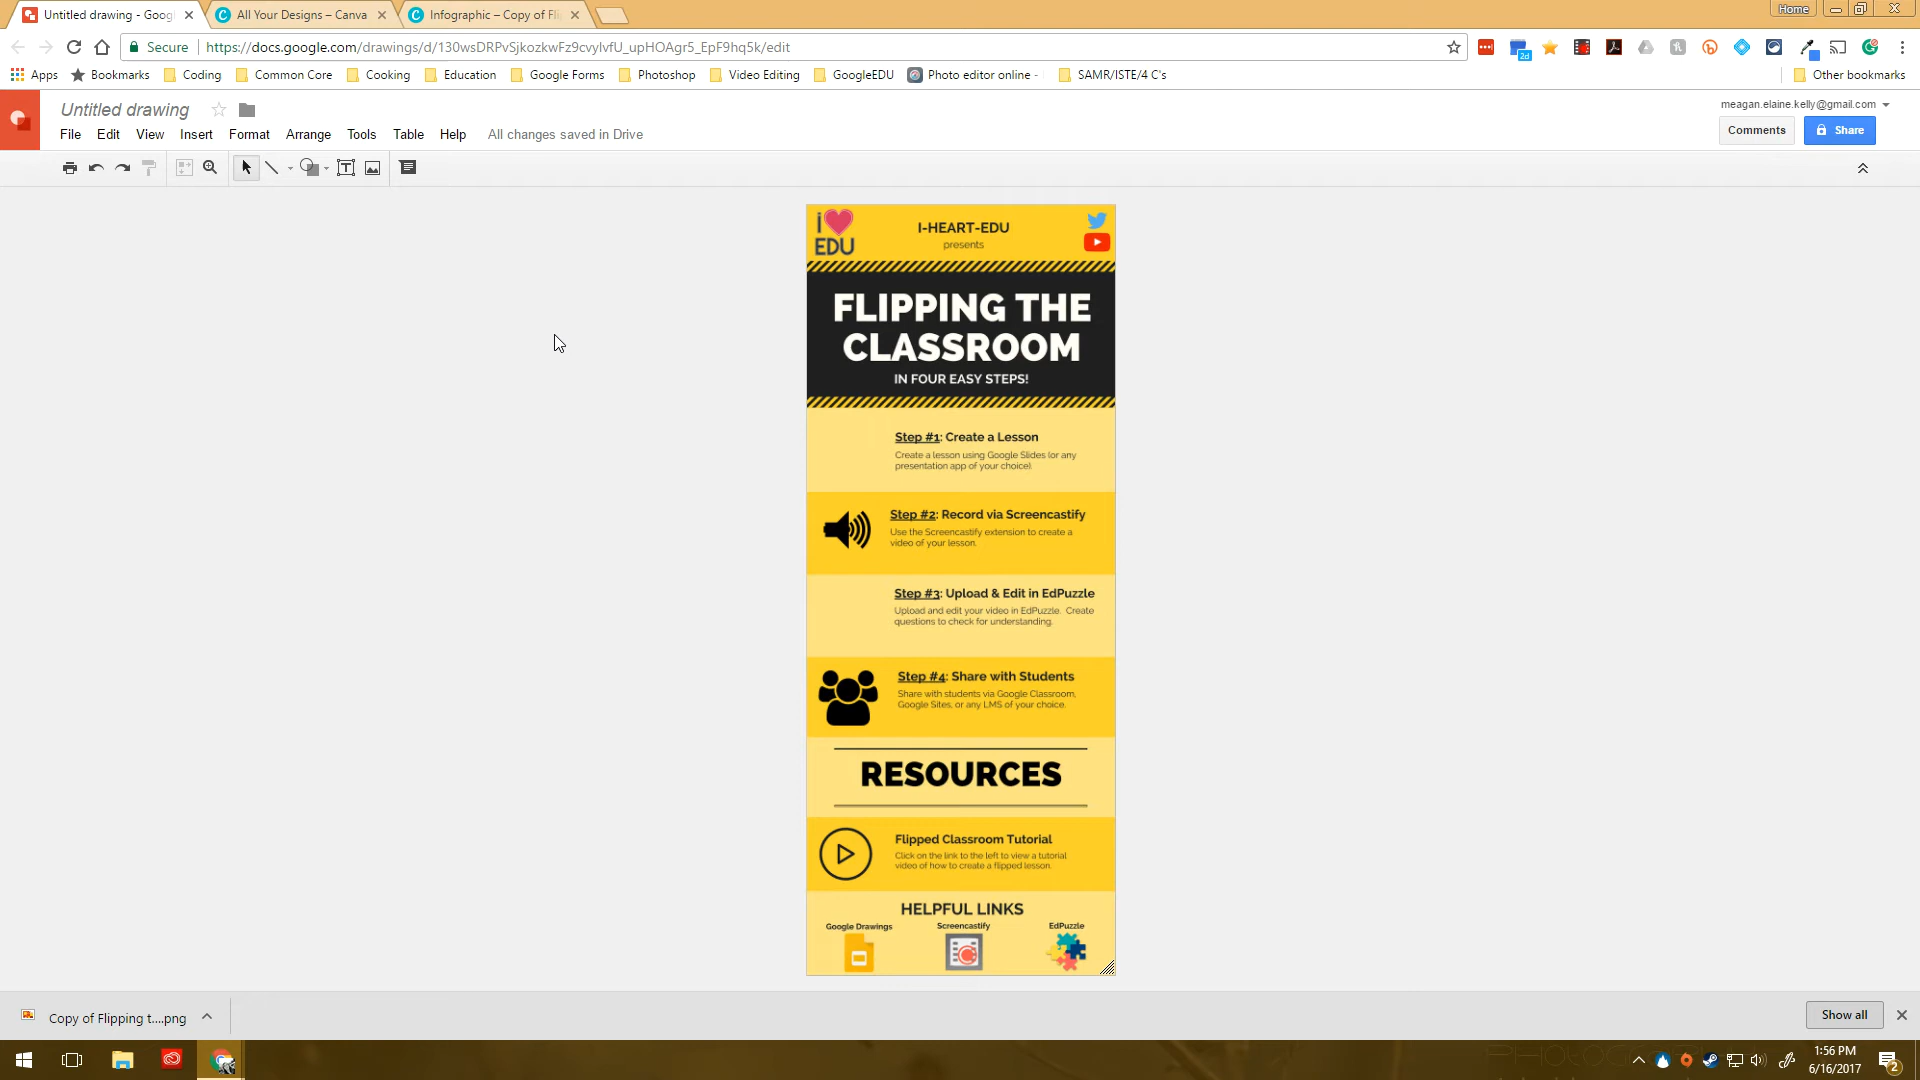 Untitled drawing - Goog
All Your Designs – Canva
Infographic – Copy of Fli
Home
Secure
https://docs.google.com/drawings/d/130wsDRPvSjkozkwFz9cvylvfU_upHOAgr5_EpF9hq5k/edit
2d
Apps
Bookmarks
Coding
Common Core
Cooking
Education
Google Forms
Photoshop
Video Editing
GoogleEDU
Photo editor online -
SAMR/ISTE/4 C's
Other bookmarks
Untitled drawing
meagan.elaine.kelly@gmail.com
File Edit View Insert Format Arrange Tools Table Help All changes saved in Drive
Comments
Share
i
EDU
I-HEART-EDU
presents
FLIPPING THE
CLASSROOM
IN FOUR EASY STEPS!
Step #1: Create a Lesson
Create a lesson using Google Slides (or any
presentation app of your choice).
Step #2: Record via Screencastify
Use the Screencastify extension to create a
video of your lesson.
Step #3: Upload & Edit in EdPuzzle
Upload and edit your video in EdPuzzle. Create
questions to check for understanding.
Step #4: Share with Students
Share with students via Google Classroom,
Google Sites, or any LMS of your choice.
RESOURCES
Flipped Classroom Tutorial
Click on the link to the left to view a tutorial
video of how to create a flipped lesson.
HELPFUL LINKS
Google Drawings
Screencastify
EdPuzzle
Copy of Flipping t....png
Show all
1:56 PM
6/16/2017
2